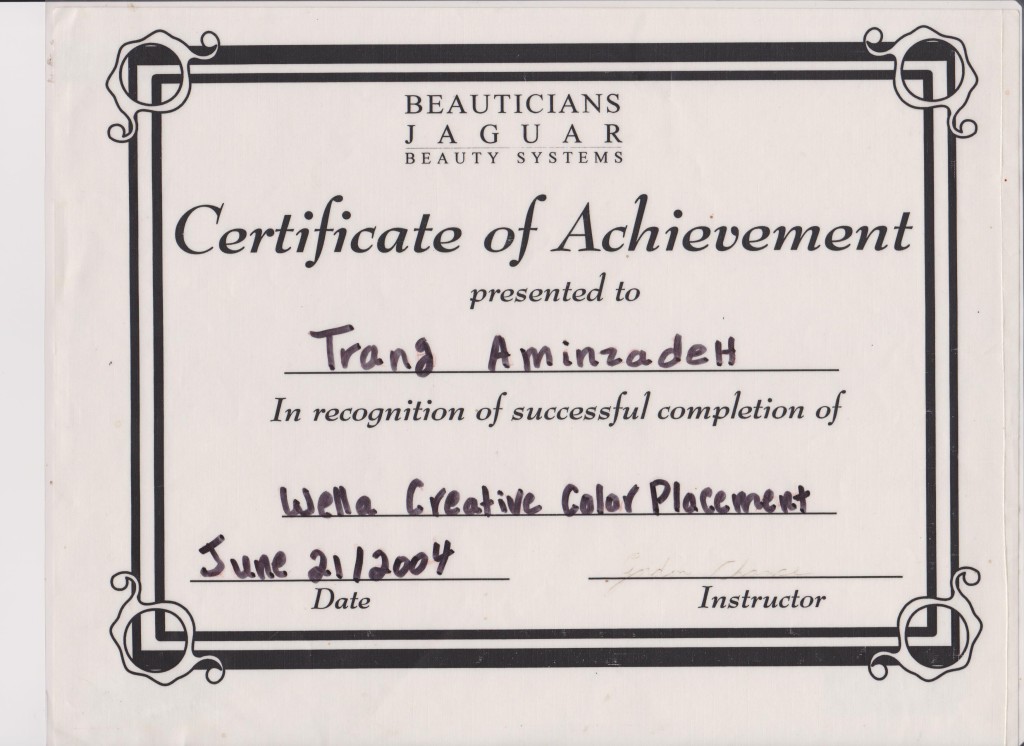 BEAUTICIANS
JAGUAR
BEAUTY SYSTEMS
Certificate of Achievement
presented to
Trang AminzadeH
In recognition of successful completion of
Wella Creative Color Placement
June 21/2004
Date
Instructor